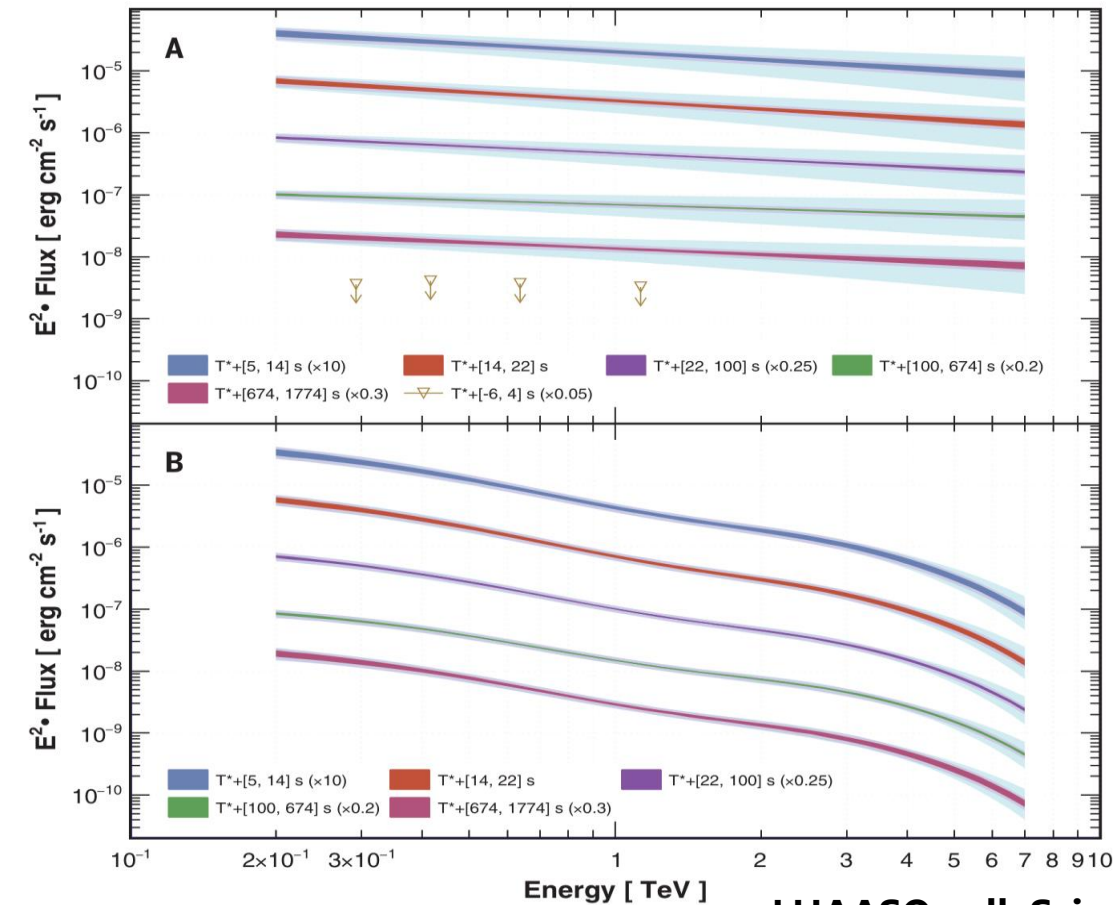 A
10⁻⁵
10⁻⁶
10⁻⁷
10⁻⁸
10⁻⁹
10⁻¹⁰
E²• Flux [ erg cm⁻² s⁻¹ ]
T*+[5, 14] s (×10)
T*+[14, 22] s
T*+[22, 100] s (×0.25)
T*+[100, 674] s (×0.2)
T*+[674, 1774] s (×0.3)
T*+[-6, 4] s (×0.05)
B
10⁻⁵
10⁻⁶
10⁻⁷
10⁻⁸
10⁻⁹
10⁻¹⁰
E²• Flux [ erg cm⁻² s⁻¹ ]
T*+[5, 14] s (×10)
T*+[14, 22] s
T*+[22, 100] s (×0.25)
T*+[100, 674] s (×0.2)
T*+[674, 1774] s (×0.3)
10⁻¹ 2×10⁻¹ 3×10⁻¹ 1 2 3 4 5 6 7 8 910
Energy [ TeV ]